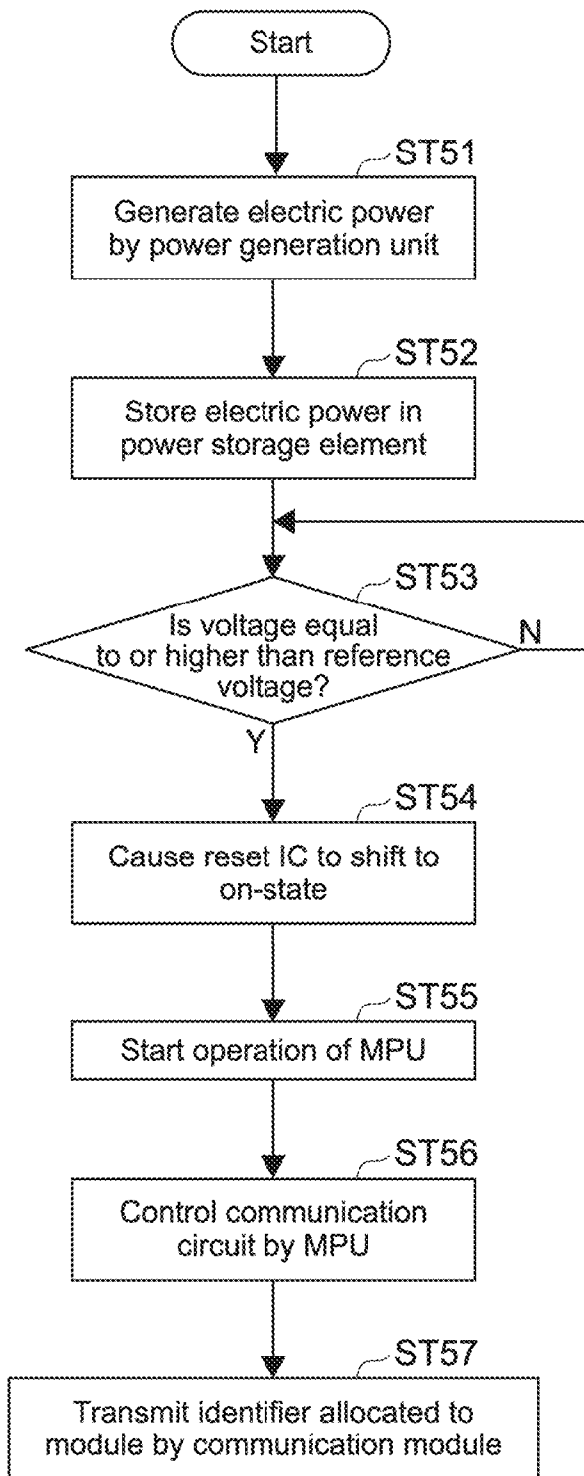 Start
ST51
Generate electric power
by power generation unit
ST52
Store electric power in
power storage element
ST53
Is voltage equal
to or higher than reference
voltage?
N
Y
ST54
Cause reset IC to shift to
on-state
ST55
Start operation of MPU
ST56
Control communication
circuit by MPU
ST57
Transmit identifier allocated to
module by communication module